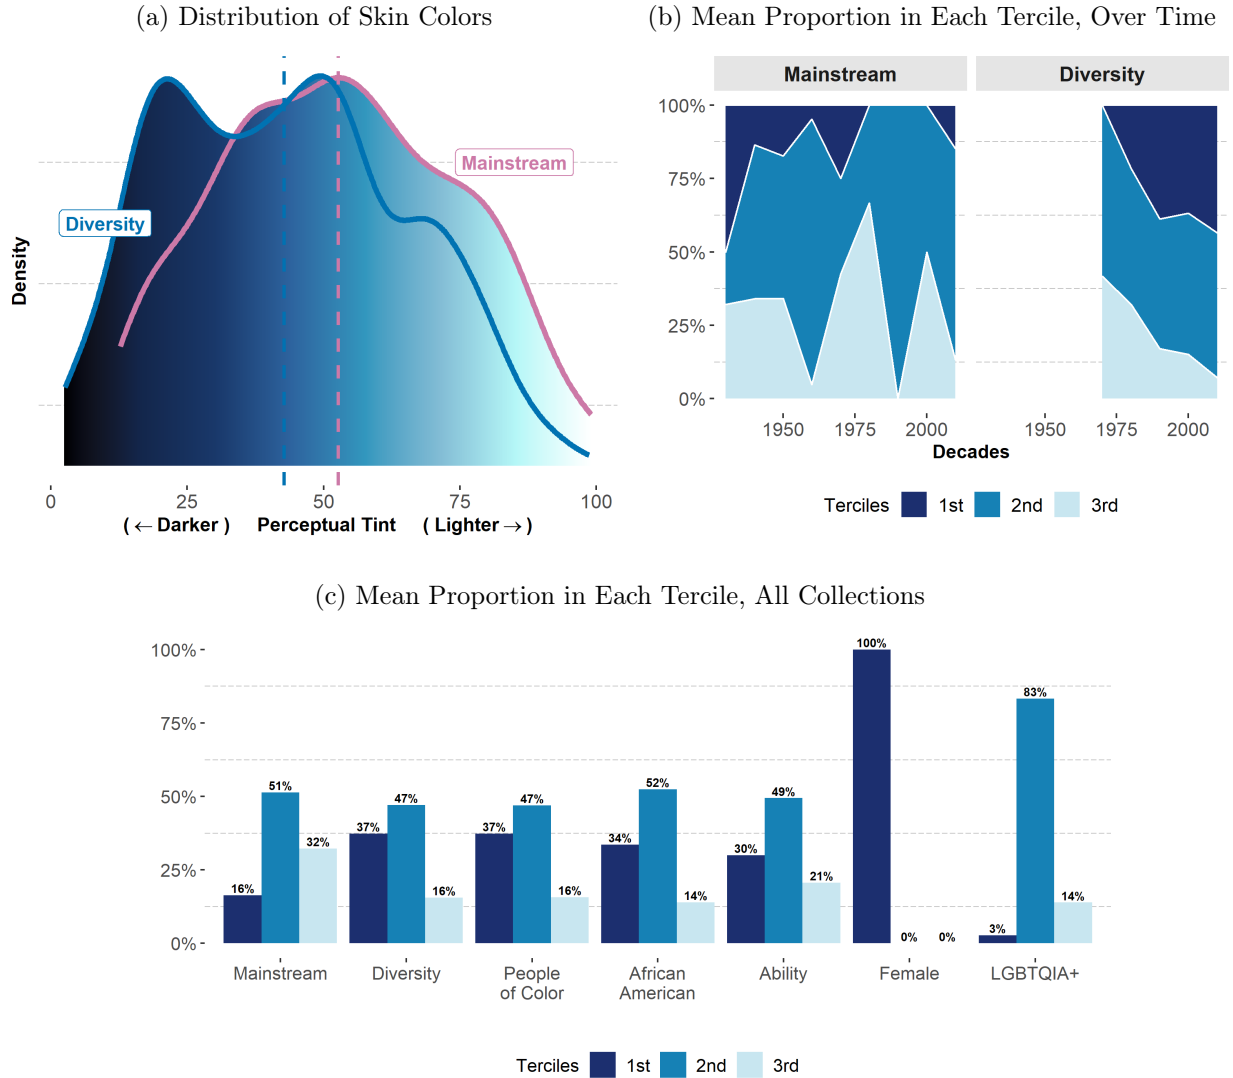 (a) Distribution of Skin Colors
(b) Mean Proportion in Each Tercile, Over Time
Density
Diversity
Mainstream
0 25 50 75 100
( ← Darker ) Perceptual Tint ( Lighter → )
Mainstream Diversity
100%
75%
50%
25%
0%
1950 1975 2000 1950 1975 2000
Decades
Terciles 1st 2nd 3rd
(c) Mean Proportion in Each Tercile, All Collections
100%
75%
50%
25%
0%
16% 51% 32%
37% 47% 16%
37% 47% 16%
34% 52% 14%
30% 49% 21%
100% 0% 0%
3% 83% 14%
Mainstream
Diversity
People
of Color
African
American
Ability
Female
LGBTQIA+
Terciles 1st 2nd 3rd